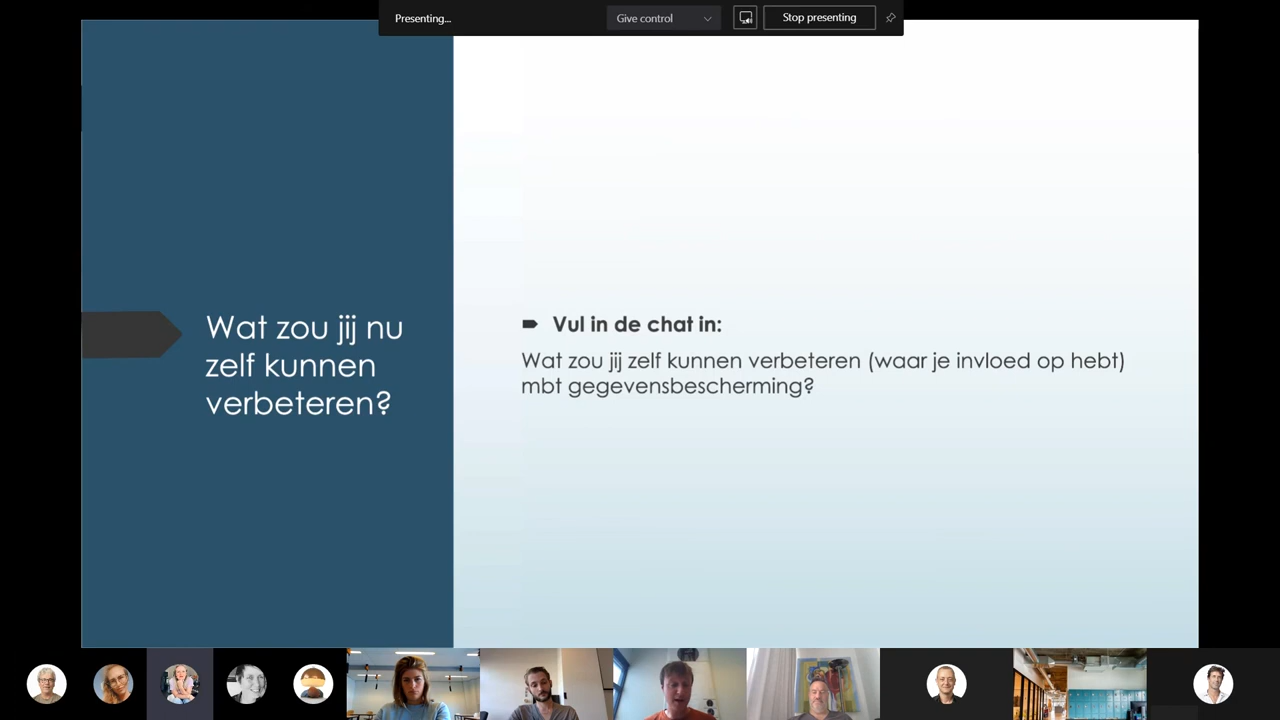 Presenting...
Give control
Stop presenting
Wat zou jij nu
zelf kunnen
verbeteren?
Vul in de chat in:
Wat zou jij zelf kunnen verbeteren (waar je invloed op hebt)
mbt gegevensbescherming?